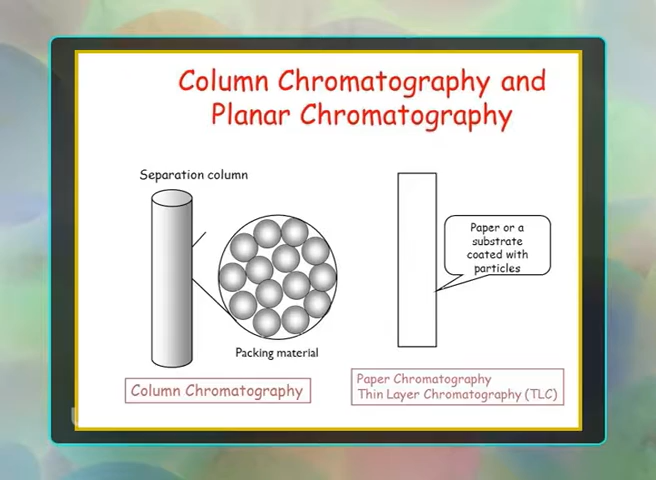 Column Chromatography and
Planar Chromatography
Separation column
Paper or a
substrate
coated with
particles
Packing material
Column Chromatography
Paper Chromatography
Thin Layer Chromatography (TLC)